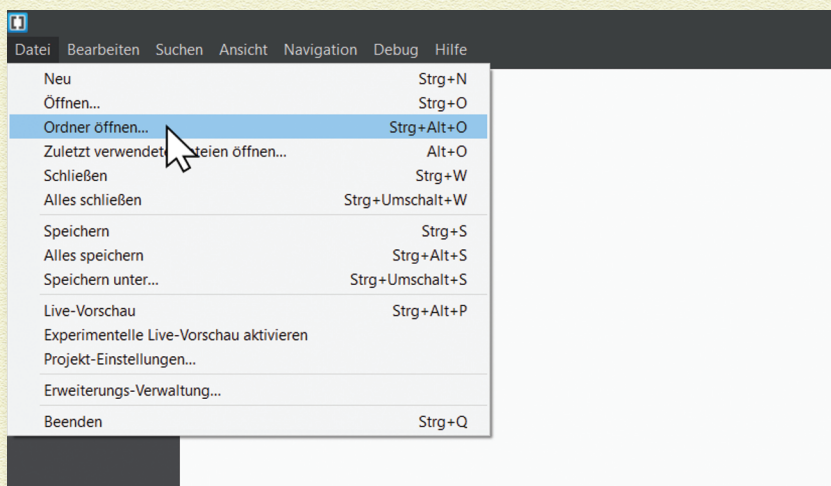 Datei Bearbeiten Suchen Ansicht Navigation Debug Hilfe
Neu Strg+N
Öffnen... Strg+O
Ordner öffnen... Strg+Alt+O
Zuletzt verwendete öffnen... Alt+O
Schließen Strg+W
Alles schließen Strg+Umschalt+W
Speichern Strg+S
Alles speichern Strg+Alt+S
Speichern unter... Strg+Umschalt+S
Live-Vorschau Strg+Alt+P
Experimentelle Live-Vorschau aktivieren
Projekt-Einstellungen...
Erweiterungs-Verwaltung...
Beenden Strg+Q